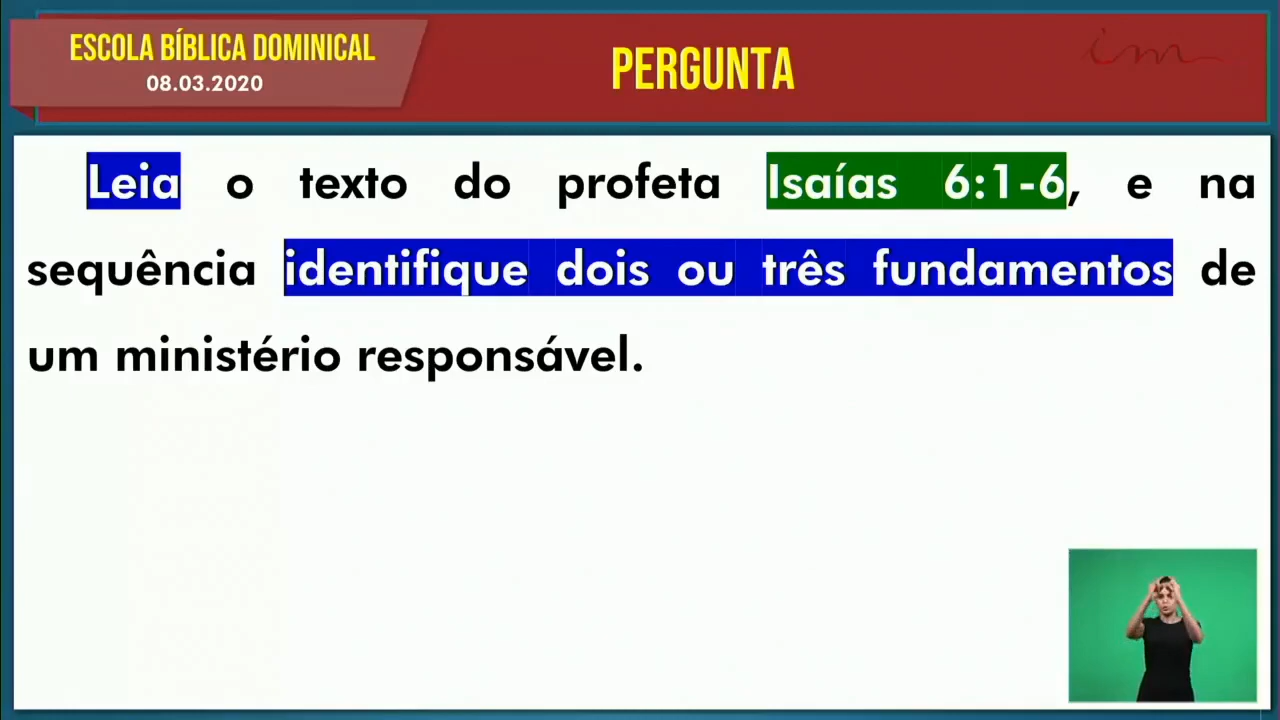 ESCOLA BÍBLICA DOMINICAL
08.03.2020
PERGUNTA
im
Leia o texto do profeta Isaías 6:1-6, e na
sequência identifique dois ou três fundamentos de
um ministério responsável.